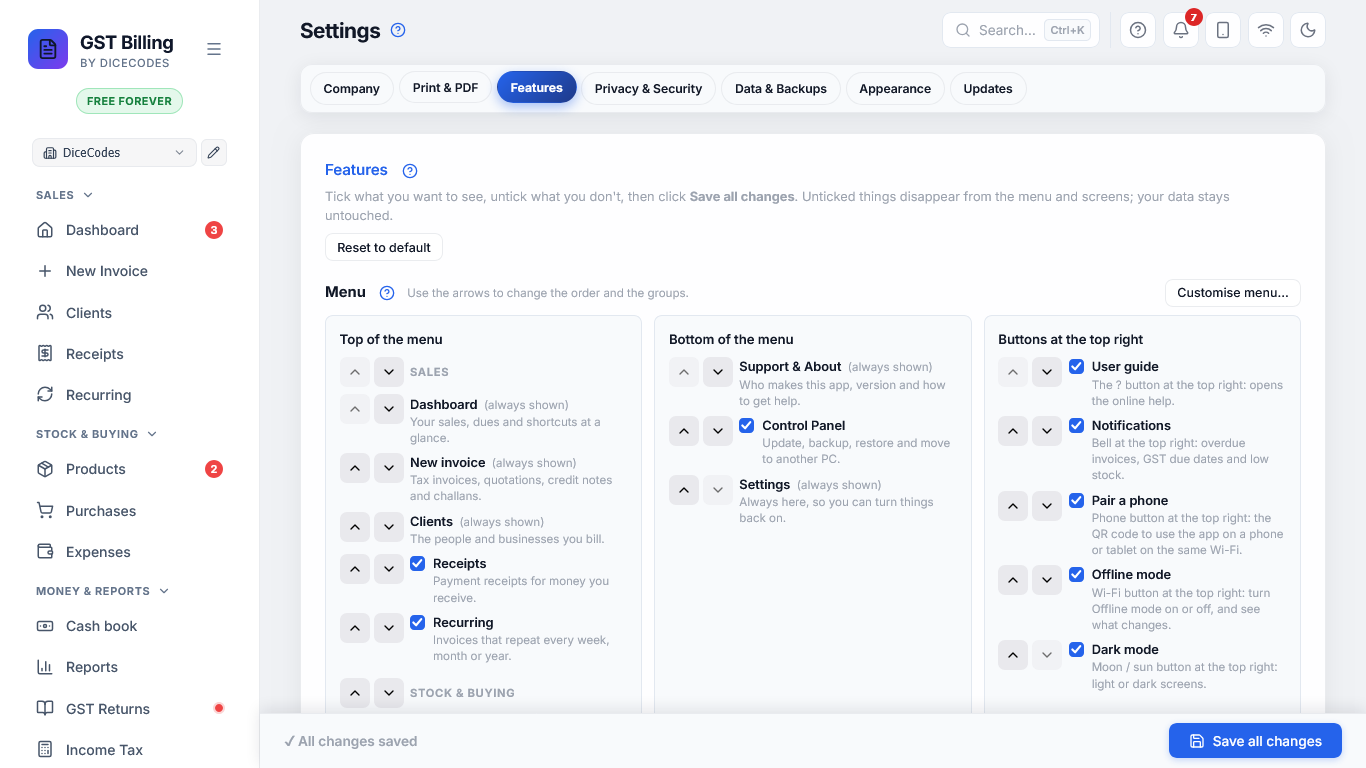 GST Billing
BY DICECODES
FREE FOREVER
DiceCodes
SALES
Dashboard 3
New Invoice
Clients
Receipts
Recurring
STOCK & BUYING
Products 2
Purchases
Expenses
MONEY & REPORTS
Cash book
Reports
GST Returns
Income Tax
Settings ?
Search... Ctrl+K ? 7
Company Print & PDF Features Privacy & Security Data & Backups Appearance Updates
Features ?
Tick what you want to see, untick what you don't, then click Save all changes. Unticked things disappear from the menu and screens; your data stays
untouched.
Reset to default
Menu ? Use the arrows to change the order and the groups. Customise menu...
Top of the menu
SALES
Dashboard (always shown)
Your sales, dues and shortcuts at a
glance.
New invoice (always shown)
Tax invoices, quotations, credit notes
and challans.
Clients (always shown)
The people and businesses you bill.
Receipts
Payment receipts for money you
receive.
Recurring
Invoices that repeat every week,
month or year.
STOCK & BUYING
Bottom of the menu
Support & About (always shown)
Who makes this app, version and how
to get help.
Control Panel
Update, backup, restore and move
to another PC.
Settings (always shown)
Always here, so you can turn things
back on.
Buttons at the top right
User guide
The ? button at the top right: opens
the online help.
Notifications
Bell at the top right: overdue
invoices, GST due dates and low
stock.
Pair a phone
Phone button at the top right: the
QR code to use the app on a phone
or tablet on the same Wi-Fi.
Offline mode
Wi-Fi button at the top right: turn
Offline mode on or off, and see
what changes.
Dark mode
Moon / sun button at the top right:
light or dark screens.
✓ All changes saved
Save all changes